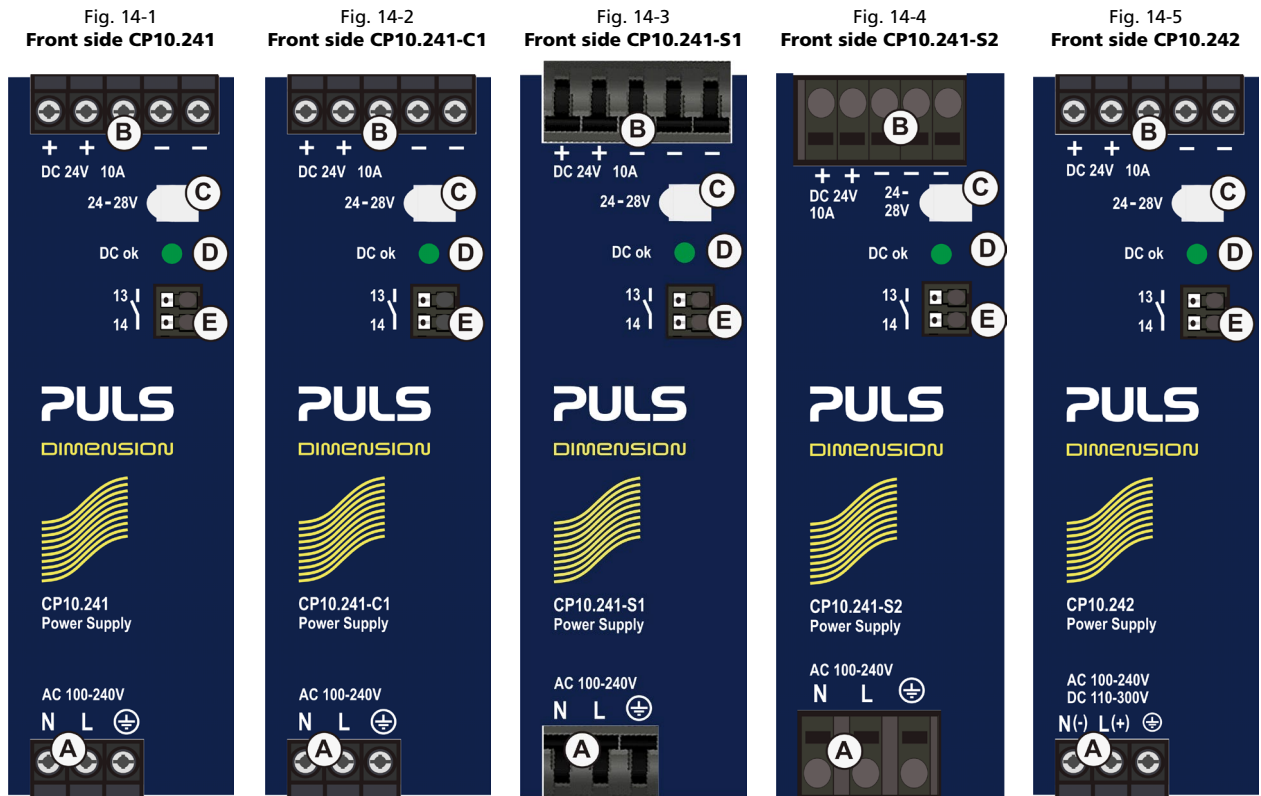 Fig. 14-1
Front side CP10.241
B
+ + − −
DC 24V 10A
C
24-28V
DC ok
D
13
14
E
PULS
DIMENSION
CP10.241
Power Supply
AC 100-240V
N L
A
Fig. 14-2
Front side CP10.241-C1
B
+ + − −
DC 24V 10A
C
24-28V
DC ok
D
13
14
E
PULS
DIMENSION
CP10.241-C1
Power Supply
AC 100-240V
N L
A
Fig. 14-3
Front side CP10.241-S1
B
+ + − − −
DC 24V 10A
C
24-28V
DC ok
D
13
14
E
PULS
DIMENSION
CP10.241-S1
Power Supply
AC 100-240V
N L
A
Fig. 14-4
Front side CP10.241-S2
B
+ + − − −
DC 24V
10A
24-
28V
C
DC ok
D
13
14
E
PULS
DIMENSION
CP10.241-S2
Power Supply
AC 100-240V
N L
A
Fig. 14-5
Front side CP10.242
B
+ + − −
DC 24V 10A
C
24-28V
DC ok
D
13
14
E
PULS
DIMENSION
CP10.242
Power Supply
AC 100-240V
DC 110-300V
N(-) L(+)
A